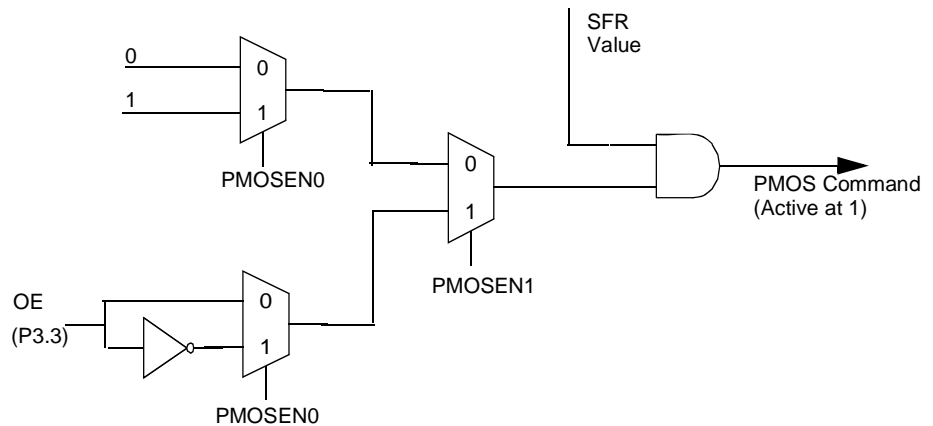 SFR
Value
0
0
1
1
PMOSEN0
0
PMOS Command
(Active at 1)
1
PMOSEN1
OE
(P3.3)
0
1
PMOSEN0